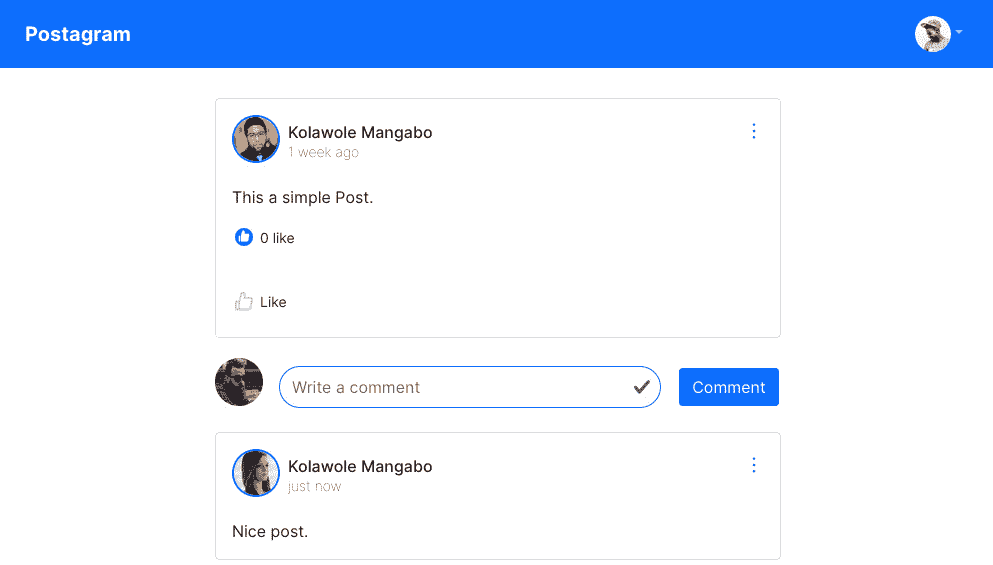 Postagram
Kolawole Mangabo
1 week ago
This a simple Post.
0 like
Like
Write a comment
Comment
Kolawole Mangabo
just now
Nice post.